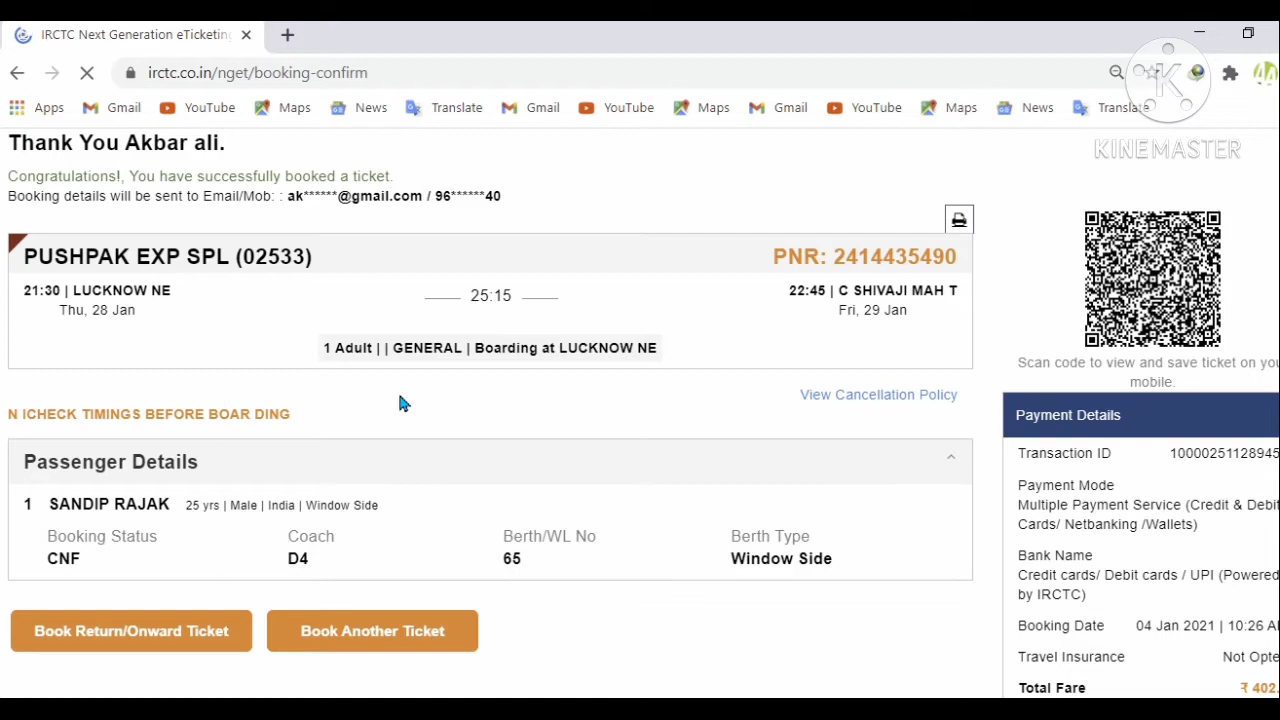 IRCTC Next Generation eTicketing
irctc.co.in/nget/booking-confirm
Apps Gmail YouTube Maps News Translate Gmail YouTube Maps Gmail YouTube Maps News Translate
KINEMASTER
Thank You Akbar ali.
Congratulations!, You have successfully booked a ticket.
Booking details will be sent to Email/Mob: : ak******@gmail.com / 96******40
PUSHPAK EXP SPL (02533) PNR: 2414435490
21:30 | LUCKNOW NE 25:15 22:45 | C SHIVAJI MAH T
Thu, 28 Jan Fri, 29 Jan
1 Adult | | GENERAL | Boarding at LUCKNOW NE
View Cancellation Policy
N ICHECK TIMINGS BEFORE BOAR DING
Passenger Details
1 SANDIP RAJAK 25 yrs | Male | India | Window Side
Booking Status Coach Berth/WL No Berth Type
CNF D4 65 Window Side
Book Return/Onward Ticket Book Another Ticket
Scan code to view and save ticket on you
mobile.
Payment Details
Transaction ID 10000251128945
Payment Mode
Multiple Payment Service (Credit & Debit
Cards/ Netbanking /Wallets)
Bank Name
Credit cards/ Debit cards / UPI (Powered
by IRCTC)
Booking Date 04 Jan 2021 | 10:26 A
Travel Insurance Not Opte
Total Fare ₹ 402.